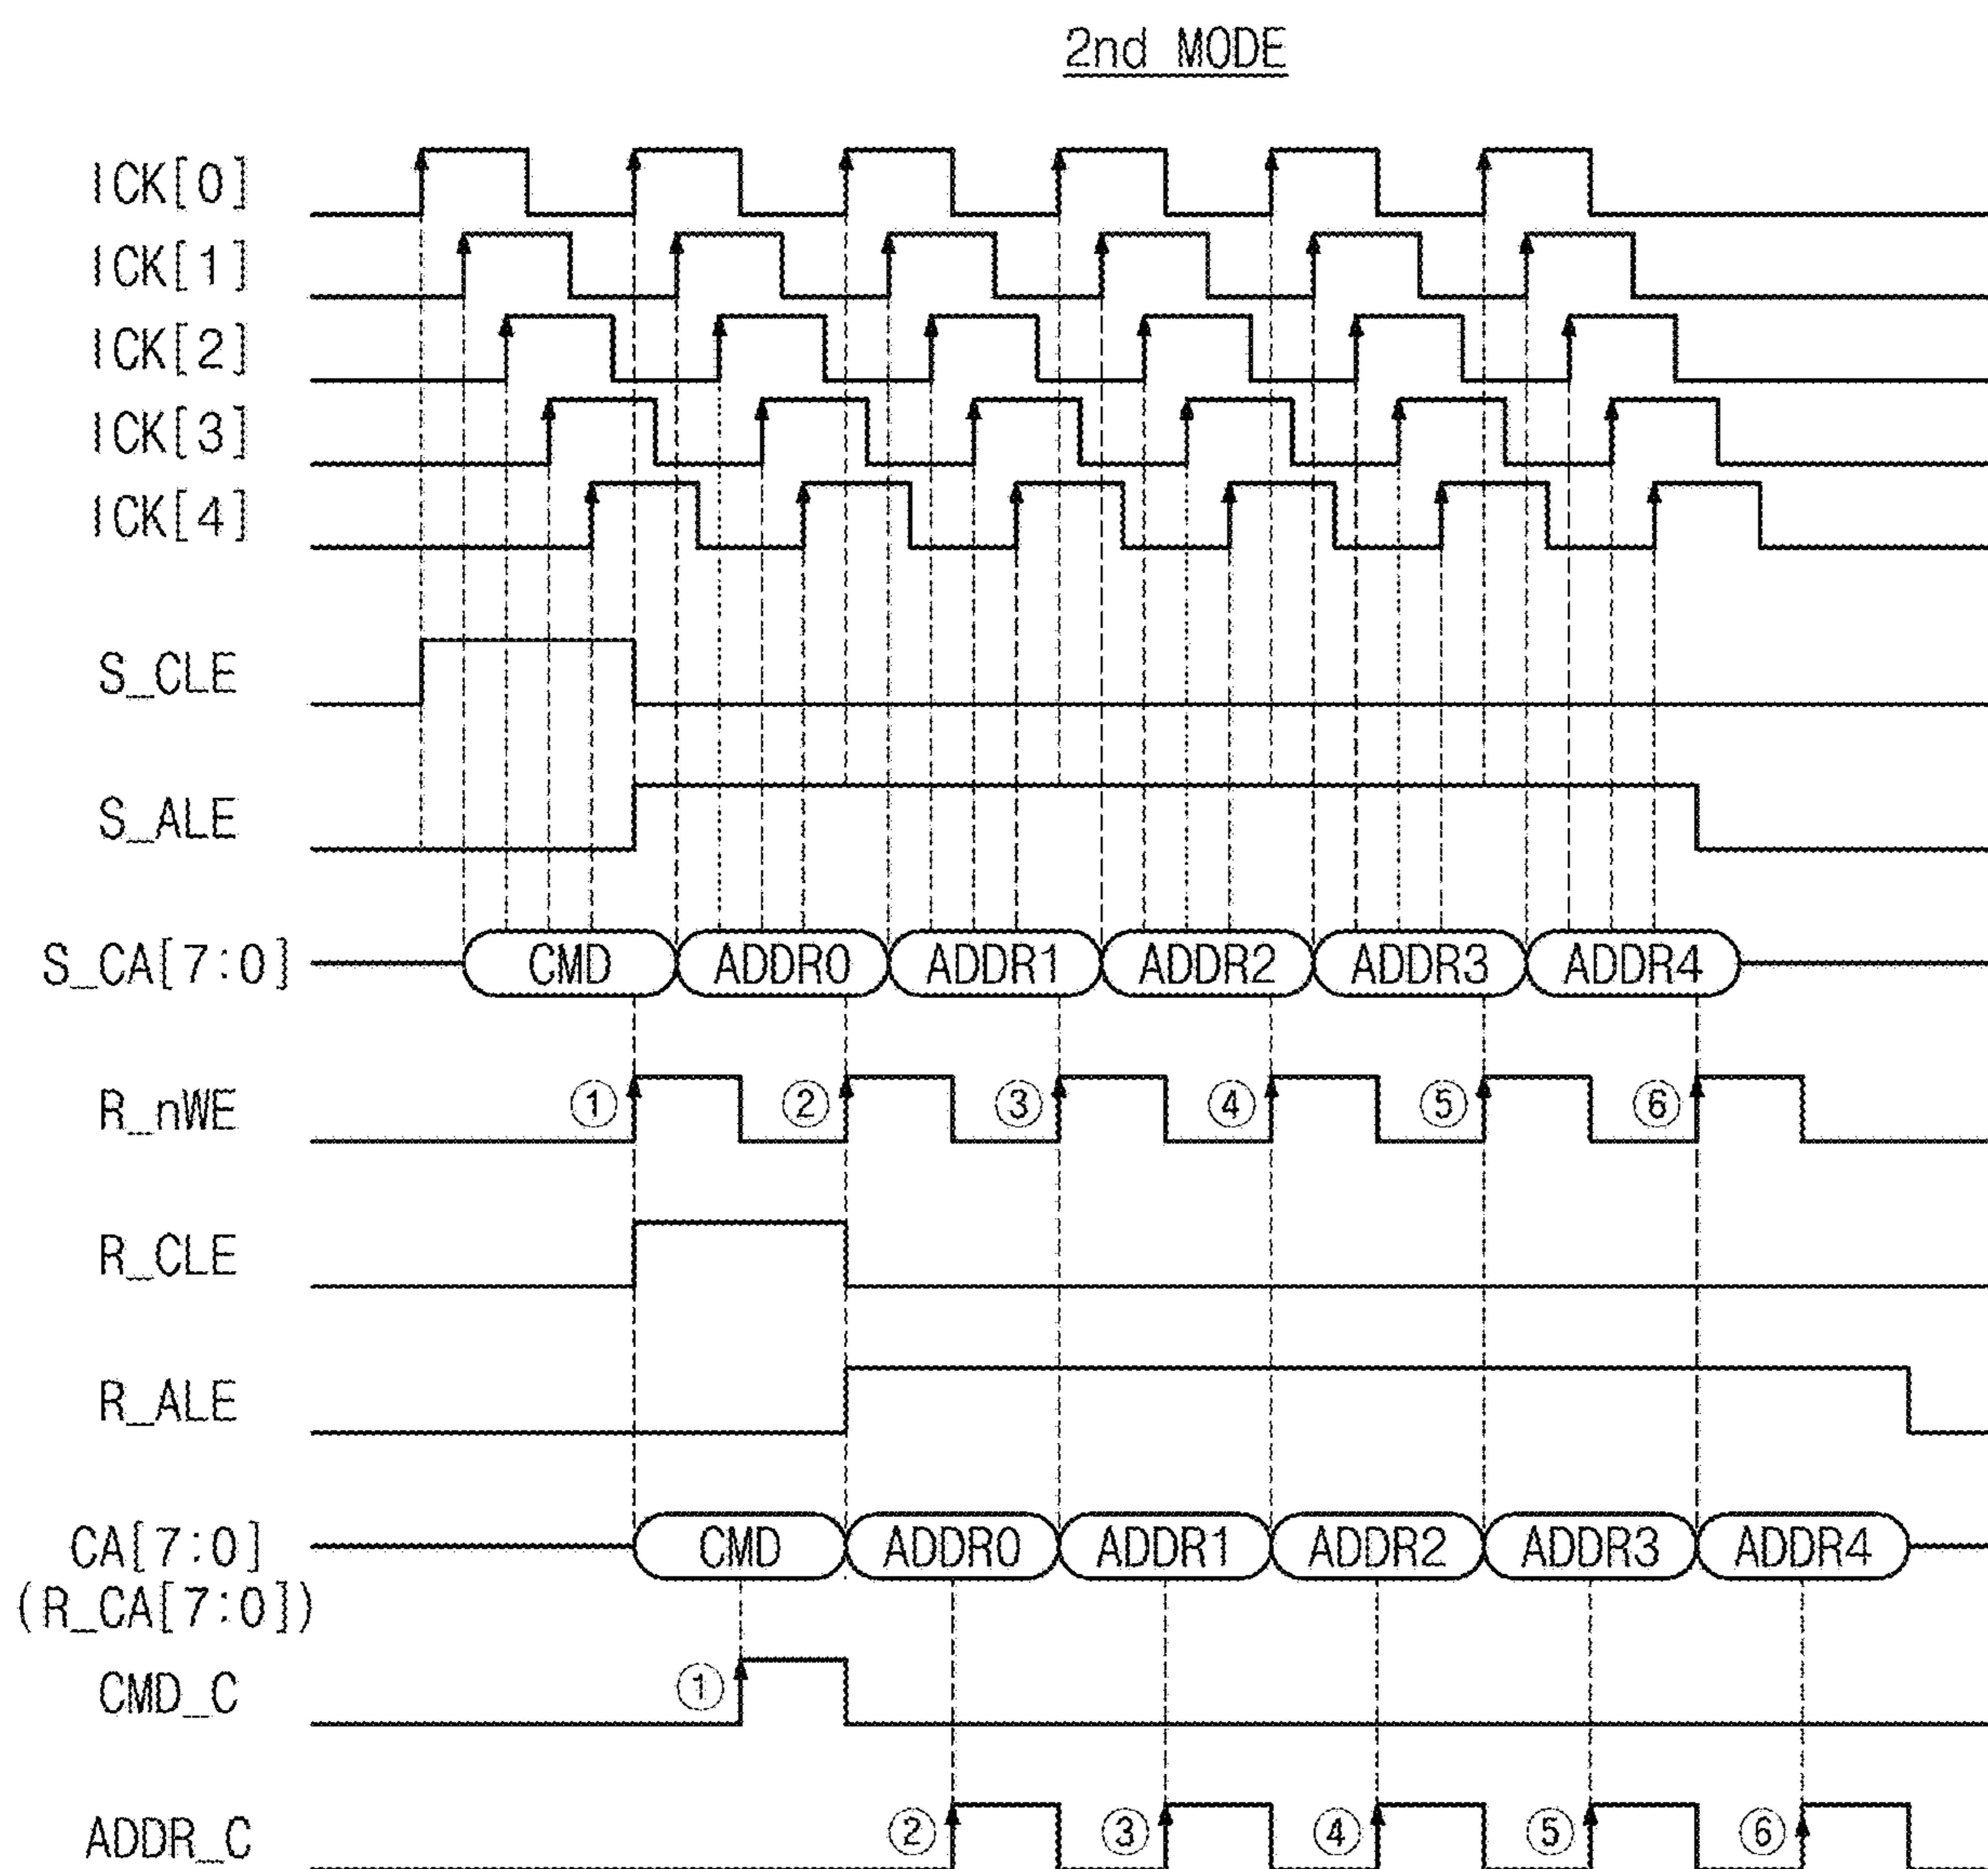 2nd MODE
ICK[0]
ICK[1]
ICK[2]
ICK[3]
ICK[4]
S_CLE
S_ALE
S_CA[7:0] CMD ADDR0 ADDR1 ADDR2 ADDR3 ADDR4
R_nWE ① ② ③ ④ ⑤ ⑥
R_CLE
R_ALE
CA[7:0] CMD ADDR0 ADDR1 ADDR2 ADDR3 ADDR4
(R_CA[7:0])
CMD_C ①
ADDR_C ② ③ ④ ⑤ ⑥